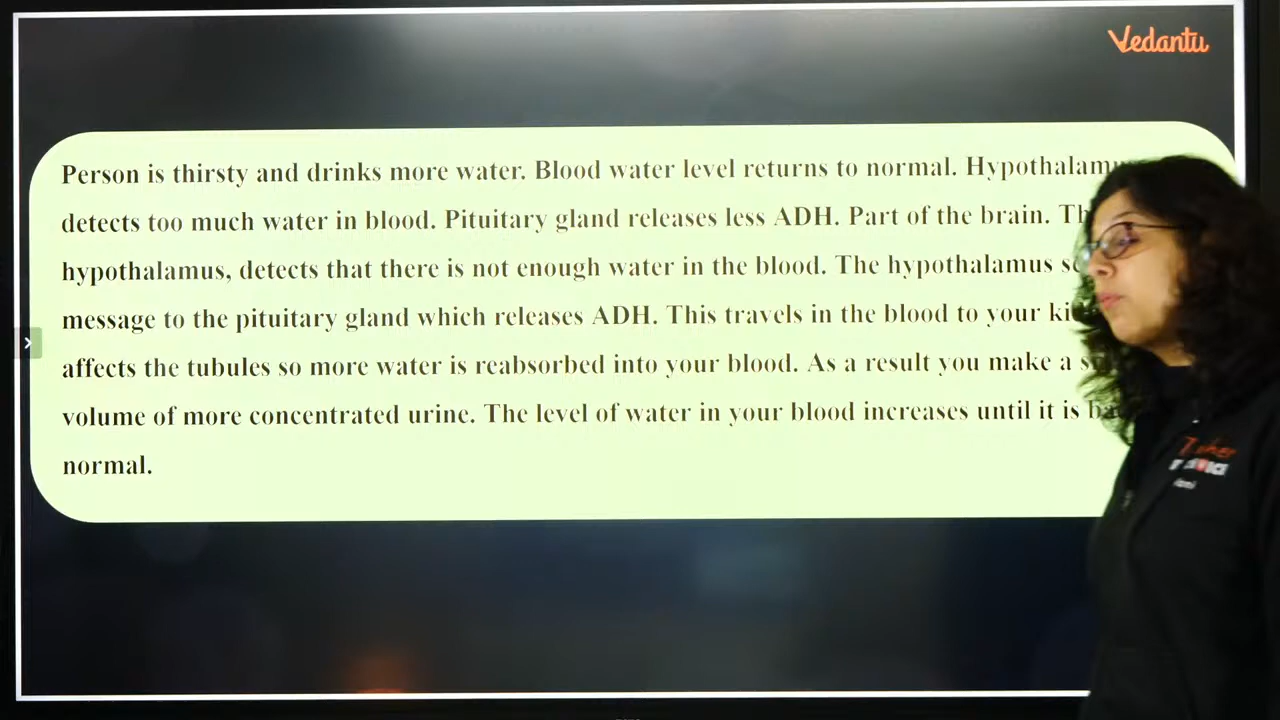 Vedantu
Person is thirsty and drinks more water. Blood water level returns to normal.
detects too much water in blood. Pituitary gland releases less ADH. Part of the brain.
hypothalamus, detects that there is not enough water in the blood. The hypothalamus
message to the pituitary gland which releases ADH. This travels in the blood to your
affects the tubules so more water is reabsorbed into your blood. As a result you make a
volume of more concentrated urine. The level of water in your blood increases until it is
normal.